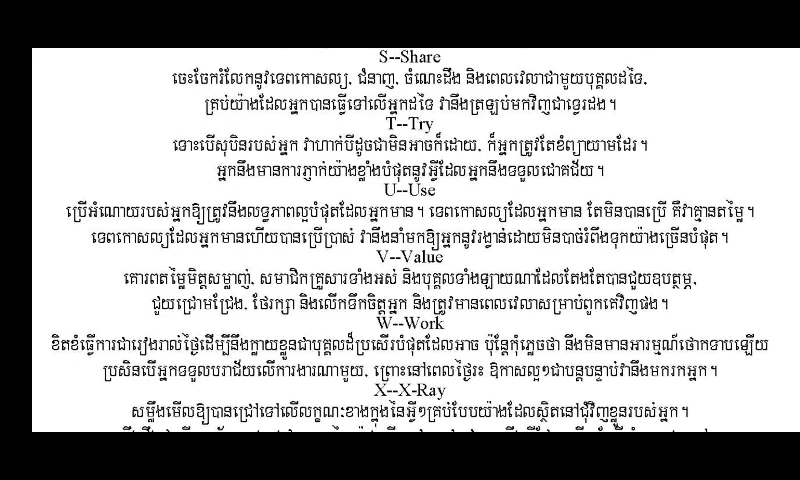 S--Share
ចេះចែករំលែកនូវទេពកោសល្យ, ជំនាញ, ចំណេះដឹង និងពេលវេលាជាមួយបុគ្គលដទៃ,
គ្រប់យ៉ាងដែលអ្នកបានធ្វើទៅលើអ្នកដទៃ វានឹងត្រឡប់មកវិញជាទ្វេរដង។
T--Try
ទោះបើសុបិនរបស់អ្នក វាហាក់បីដូចជាមិនអាចក៏ដោយ, ក៏អ្នកត្រូវតែខំព្យាយាមដែរ។
អ្នកនឹងមានការភ្ញាក់យ៉ាងខ្លាំងបំផុតនូវអ្វីដែលអ្នកនឹងទទួលជោគជ័យ។
U--Use
ប្រើអំណោយរបស់អ្នកឱ្យត្រូវនឹងលទ្ធភាពល្អបំផុតដែលអ្នកមាន។ ទេពកោសល្យដែលអ្នកមាន តែមិនបានប្រើ គឺវាគ្មានតម្លៃ។
ទេពកោសល្យដែលអ្នកមានហើយបានប្រើប្រាស់ វានឹងនាំមកឱ្យអ្នកនូវរង្វាន់ដោយមិនបាច់រំពឹងទុកយ៉ាងច្រើនបំផុត។
V--Value
គោរពតម្លៃមិត្តសម្លាញ់, សមាជិកគ្រួសារទាំងអស់ និងបុគ្គលទាំងឡាយណាដែលតែងតែបានជួយឧបត្ថម្ភ,
ជួយជ្រោមជ្រែង, ថែរក្សា និងលើកទឹកចិត្តអ្នក និងត្រូវមានពេលវេលាសម្រាប់ពួកគេវិញផង។
W--Work
ខិតខំធ្វើការជារៀងរាល់ថ្ងៃដើម្បីនឹងក្លាយខ្លួនជាបុគ្គលដ៏ប្រសើរបំផុតដែលអាច ប៉ុន្តែកុំភ្លេចថា នឹងមិនមានអារម្មណ៍ថោកទាបឡើយ
ប្រសិនបើអ្នកទទួលបរាជ័យលើការងារណាមួយ, ព្រោះនៅពេលថ្ងៃរះ ឱកាសល្អៗជាបន្តបន្ទាប់វានឹងមករកអ្នក។
X--X-Ray
សម្លឹងមើលឱ្យបានជ្រៅទៅលើលក្ខណៈខាងក្នុងនៃអ្វីៗគ្រប់បែបយ៉ាងដែលស្ថិតនៅជុំវិញខ្លួនរបស់អ្នក។